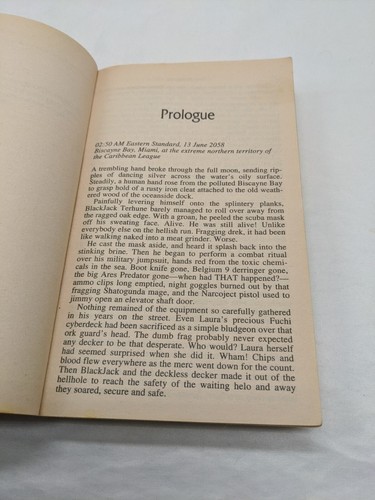 Prologue
02:50 AM Eastern Standard, 13 June 2058
Biscayne Bay, Miami, at the extreme northern territory of
the Caribbean League
A trembling hand broke through the full moon, sending rip-
ples of dancing silver across the water's oily surface.
Steadily, a human hand rose from the polluted Biscayne Bay
to grasp hold of a rusty iron cleat attached to the old weath-
ered wood of the oceanside dock.
Painfully levering himself onto the splintery planks,
BlackJack Terhune barely managed to roll over away from
the ragged oak edge. With a groan, he peeled the scuba mask
off his sweating face. Alive. He was still alive! Unlike
everybody else on the hellish run. Fragging drek, it had been
like walking naked into a meat grinder. Worse.
He cast the mask aside, and heard it splash back into the
stinking brine. Then he began to perform a combat ritual
over his military jumpsuit, hands red from the toxic chemi-
cals in the sea. Boot knife gone, Belgium 9 derringer gone,
the big Ares Predator gone—when had THAT happened?—
ammo clips long emptied, night goggles burned out by that
fragging Shatogunda mage, and the Narcoject pistol used to
jimmy open an elevator shaft door.
Nothing remained of the equipment so carefully gathered
in his years on the street. Even Laura's precious Fuchi
cyberdeck had been sacrificed as a simple bludgeon over that
ork guard's head. The dumb frag probably never expected
any decker to be that desperate. Who would? Laura herself
had seemed surprised when she did it. Wham! Chips and
blood flew everywhere as the merc went down for the count.
Then BlackJack and the deckless decker made it out of the
hellhole to reach the safety of the waiting helo and away
they soared, secure and safe.